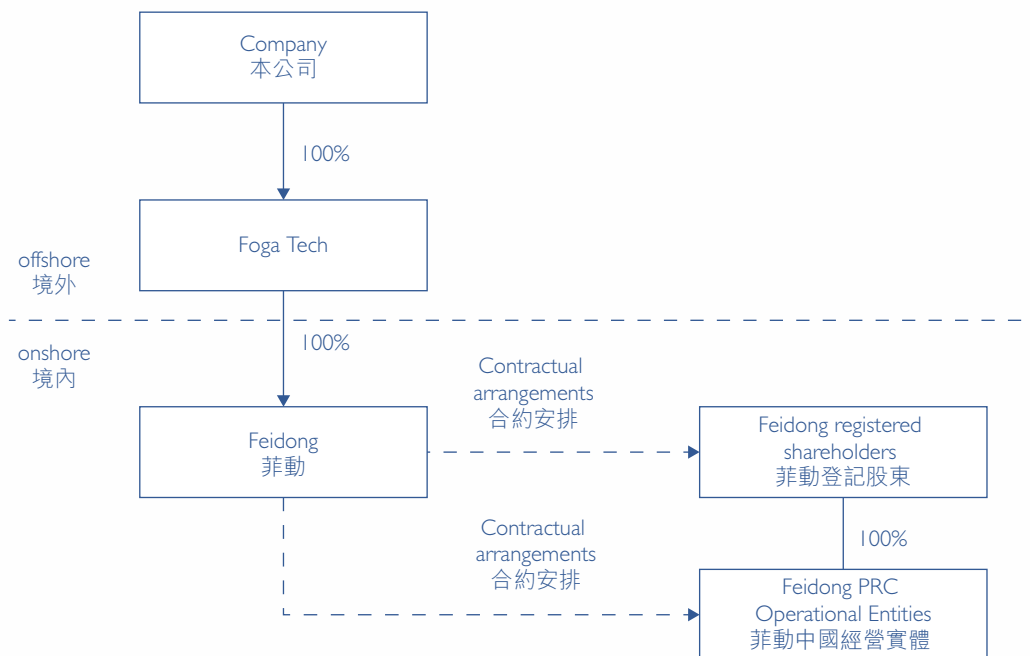 Company
本公司
100%
Foga Tech
offshore
境外
100%
onshore
境內
Contractual
arrangements
合約安排
Feidong
菲動
Feidong registered
shareholders
菲動登記股東
Contractual
arrangements
合約安排
100%
Feidong PRC
Operational Entities
菲動中國經營實體